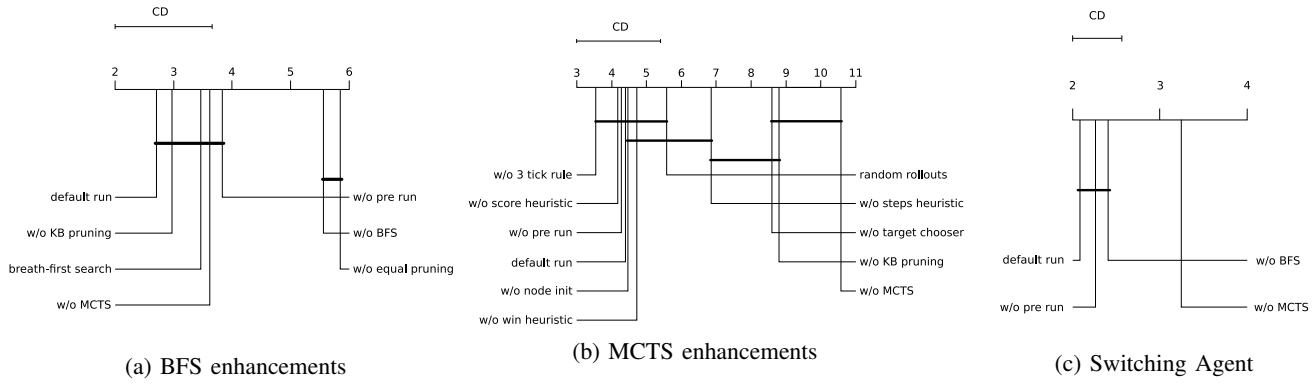 CD
2 3 4 5 6
default run
w/o pre run
w/o KB pruning
w/o BFS
breath-first search
w/o equal pruning
w/o MCTS
(a) BFS enhancements
CD
3 4 5 6 7 8 9 10 11
w/o 3 tick rule
random rollouts
w/o score heuristic
w/o steps heuristic
w/o pre run
w/o target chooser
default run
w/o KB pruning
w/o node init
w/o MCTS
w/o win heuristic
(b) MCTS enhancements
CD
2 3 4
default run
w/o BFS
w/o pre run
w/o MCTS
(c) Switching Agent